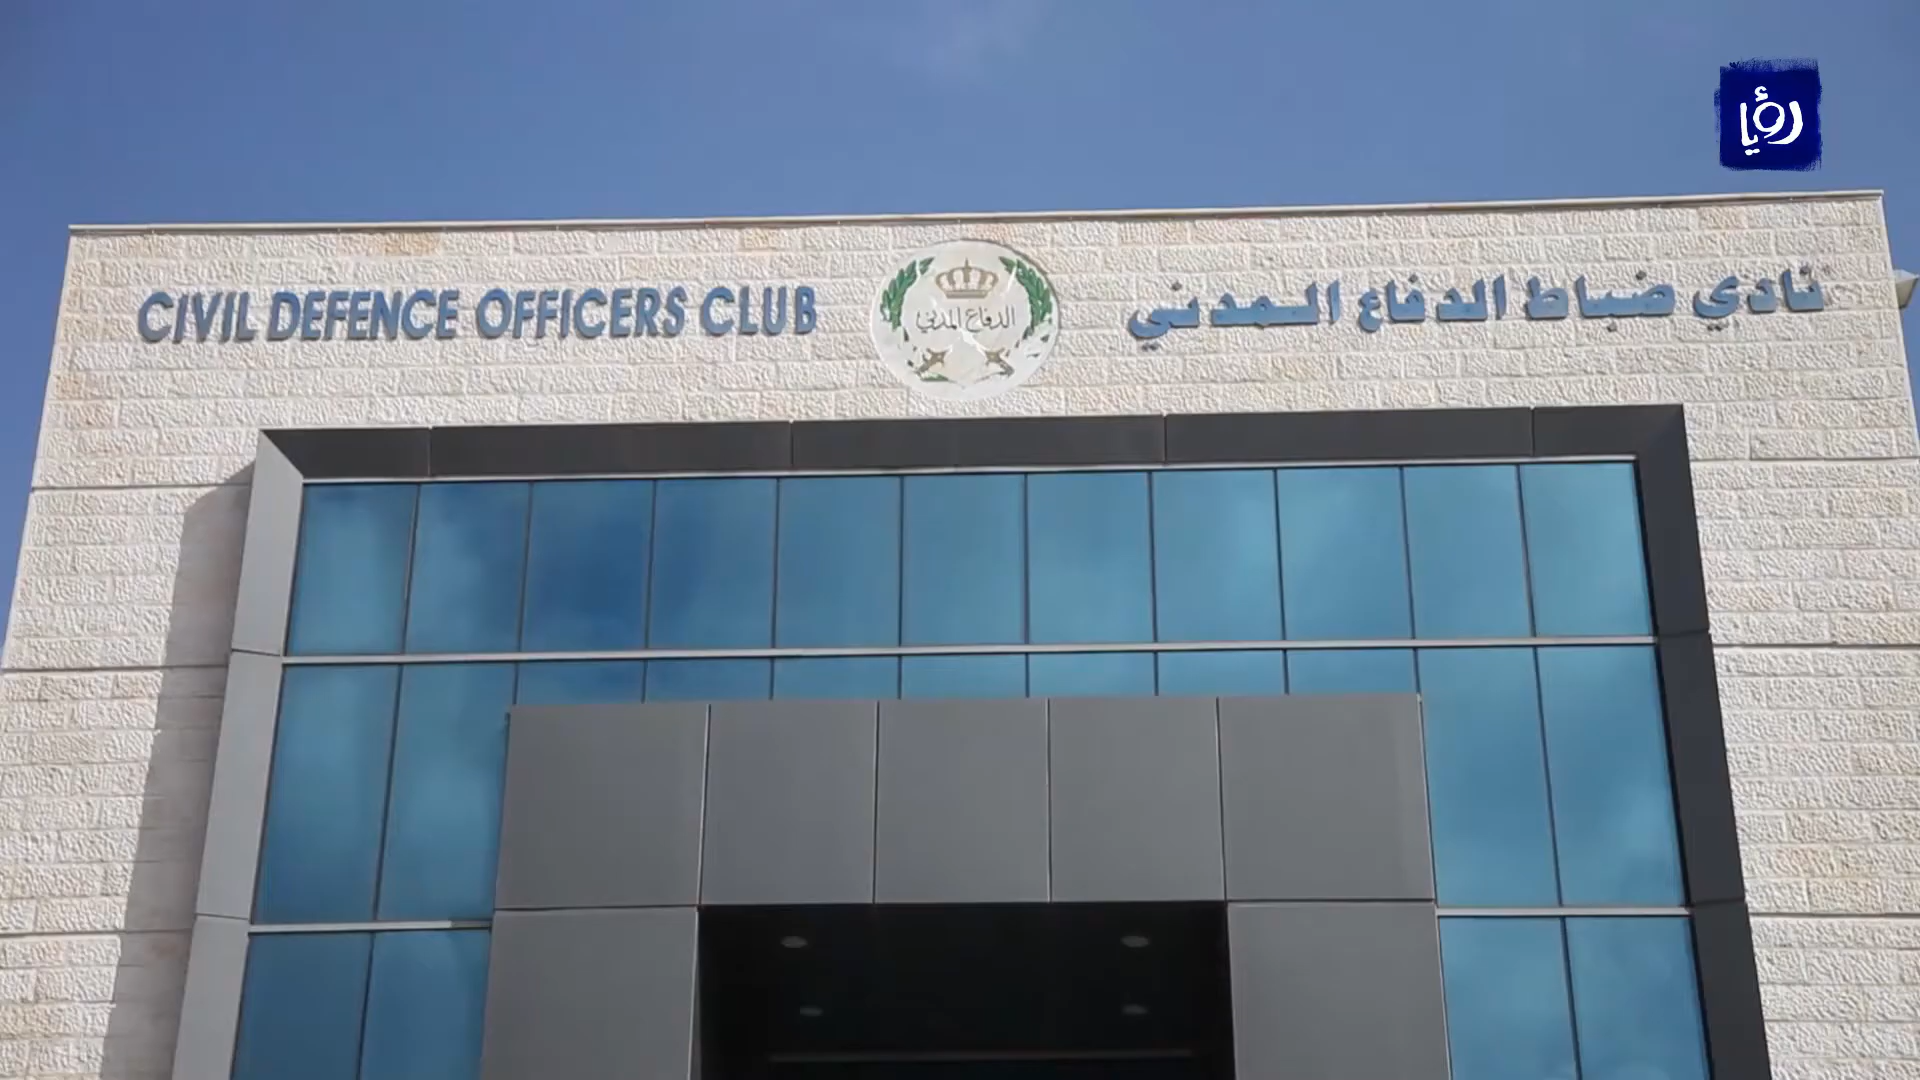 رؤيا
CIVIL DEFENCE OFFICERS CLUB
الدفاع المدني
نادي ضباط الدفاع المدني